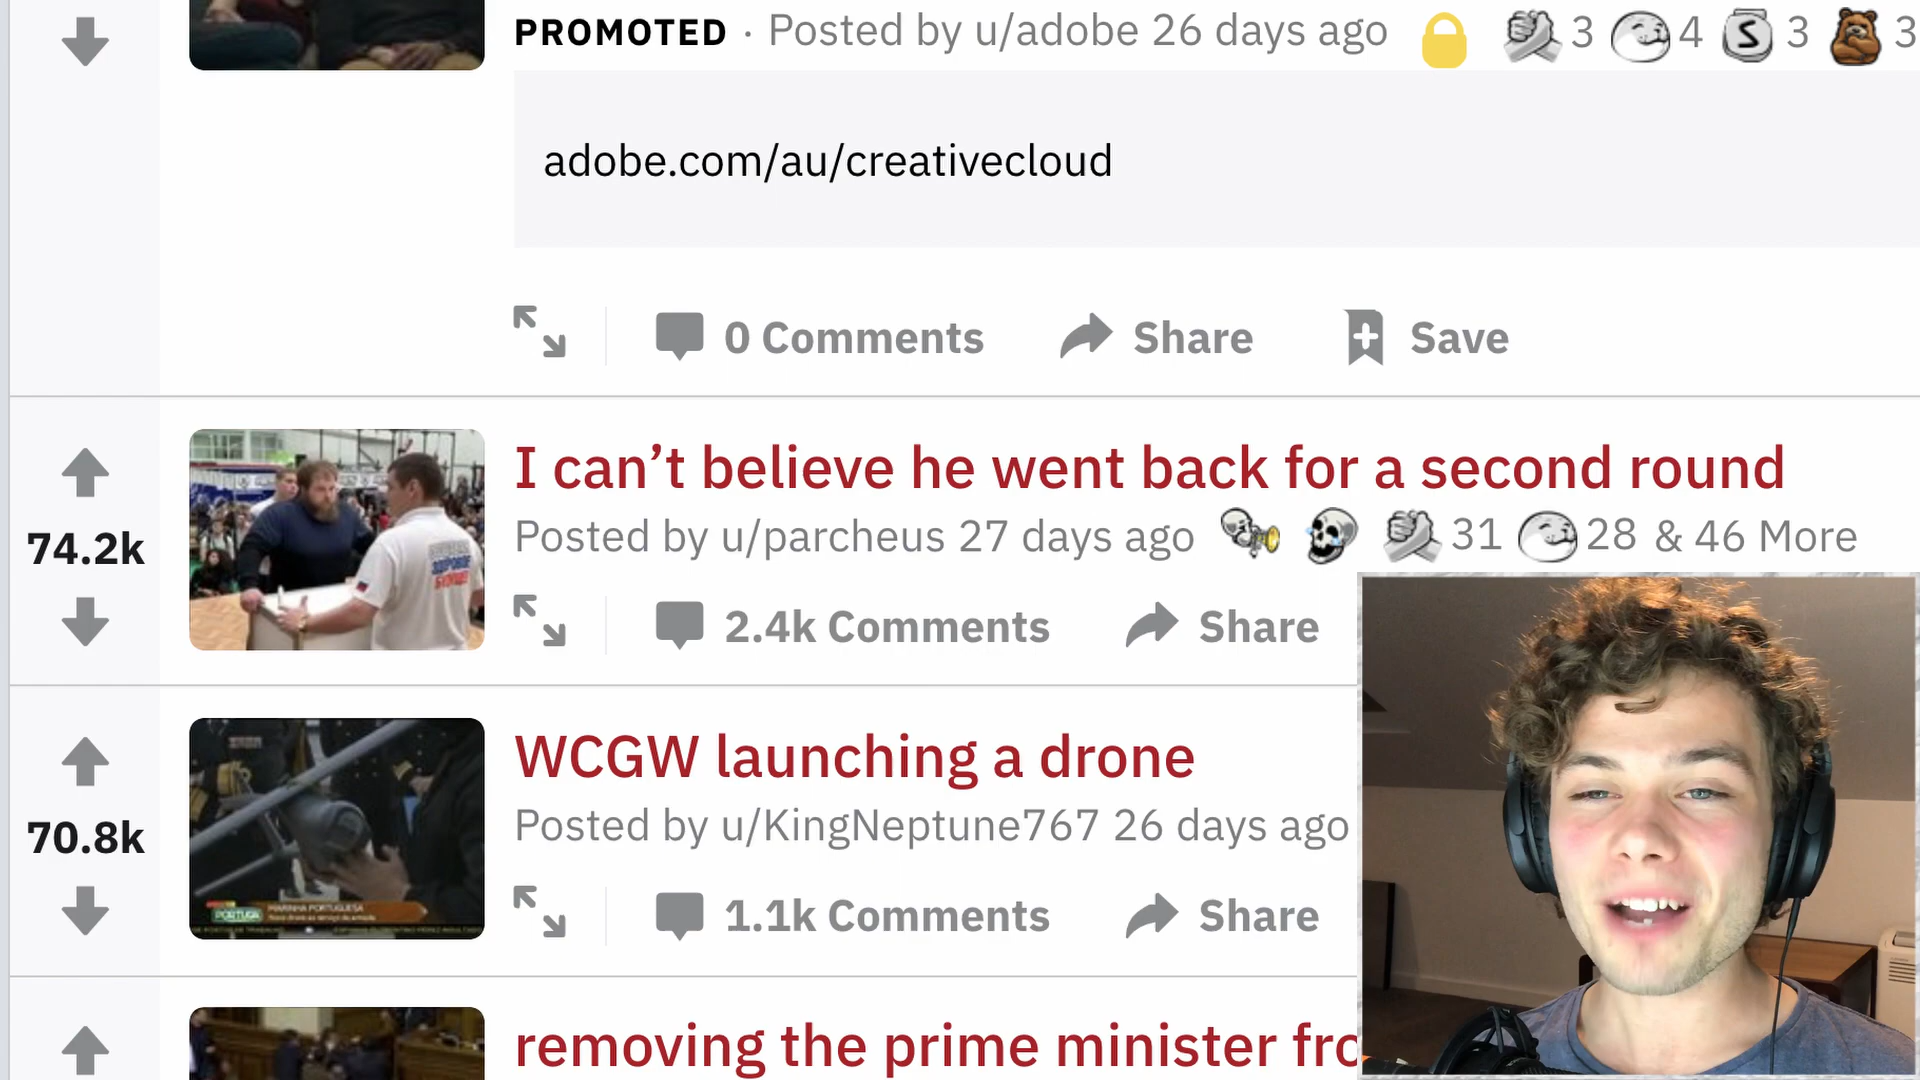 PROMOTED · Posted by u/adobe 26 days ago 3 4 S 3 3
adobe.com/au/creativecloud
0 Comments Share Save
I can’t believe he went back for a second round
Posted by u/parcheus 27 days ago 31 28 & 46 More
74.2k
2.4k Comments Share
WCGW launching a drone
Posted by u/KingNeptune767 26 days ago
70.8k
MARINHA PORTUGUESA
PORTUGAL
1.1k Comments Share
removing the prime minister fro